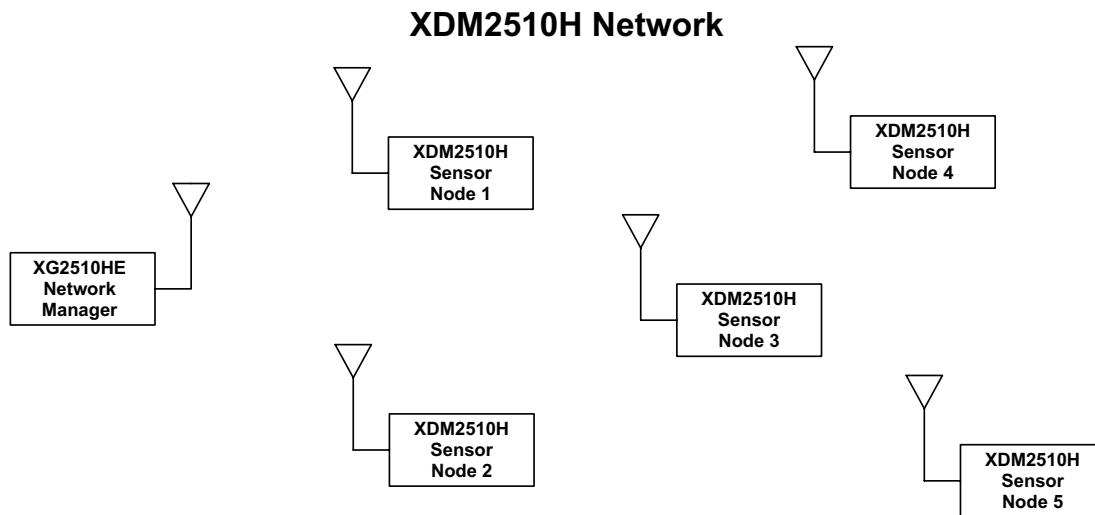 XDM2510H Network
XDM2510H
Sensor
Node 1
XDM2510H
Sensor
Node 4
XG2510HE
Network
Manager
XDM2510H
Sensor
Node 3
XDM2510H
Sensor
Node 2
XDM2510H
Sensor
Node 5